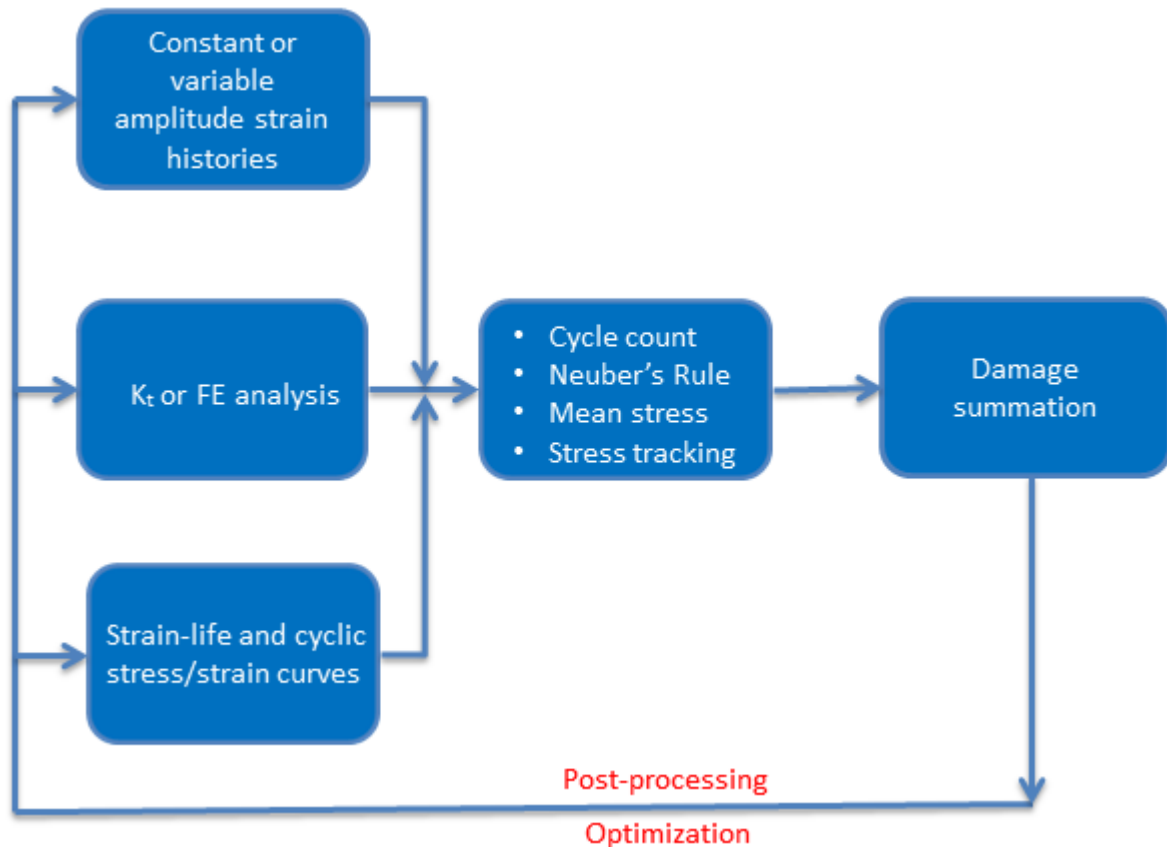 Constant or
variable
amplitude strain
histories
Kₜ or FE analysis
Strain-life and cyclic
stress/strain curves
• Cycle count
• Neuber's Rule
• Mean stress
• Stress tracking
Damage
summation
Post-processing
Optimization